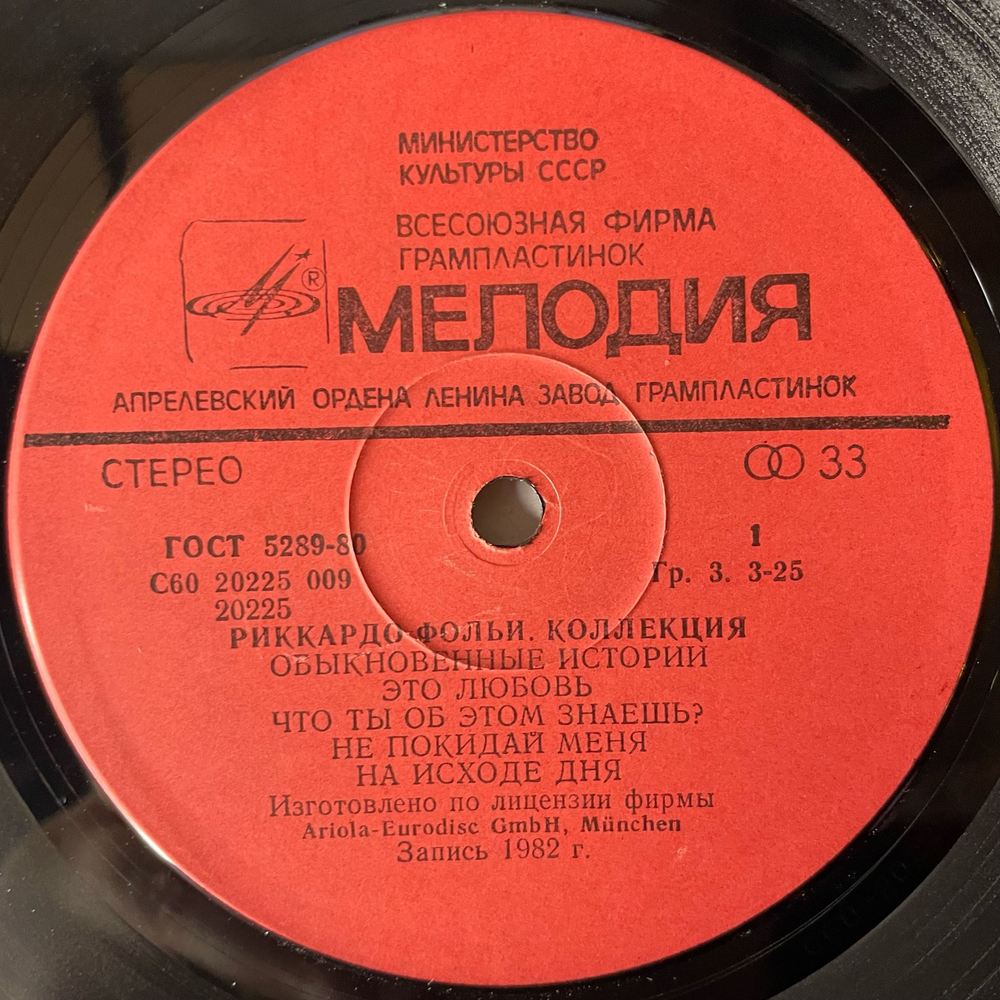 МИНИСТЕРСТВО
КУЛЬТУРЫ СССР
ВСЕСОЮЗНАЯ ФИРМА
ГРАМПЛАСТИНОК
®
МЕЛОДИЯ
АПРЕЛЕВСКИЙ ОРДЕНА ЛЕНИНА ЗАВОД ГРАМПЛАСТИНОК
СТЕРЕО
33
ГОСТ 5289-80
1
С60 20225 009
Гр. 3. 3-25
20225
РИККАРДО ФОЛЬИ. КОЛЛЕКЦИЯ
ОБЫКНОВЕННЫЕ ИСТОРИИ
ЭТО ЛЮБОВЬ
ЧТО ТЫ ОБ ЭТОМ ЗНАЕШЬ?
НЕ ПОКИДАЙ МЕНЯ
НА ИСХОДЕ ДНЯ
Изготовлено по лицензии фирмы
Ariola-Eurodisc GmbH, München
Запись 1982 г.